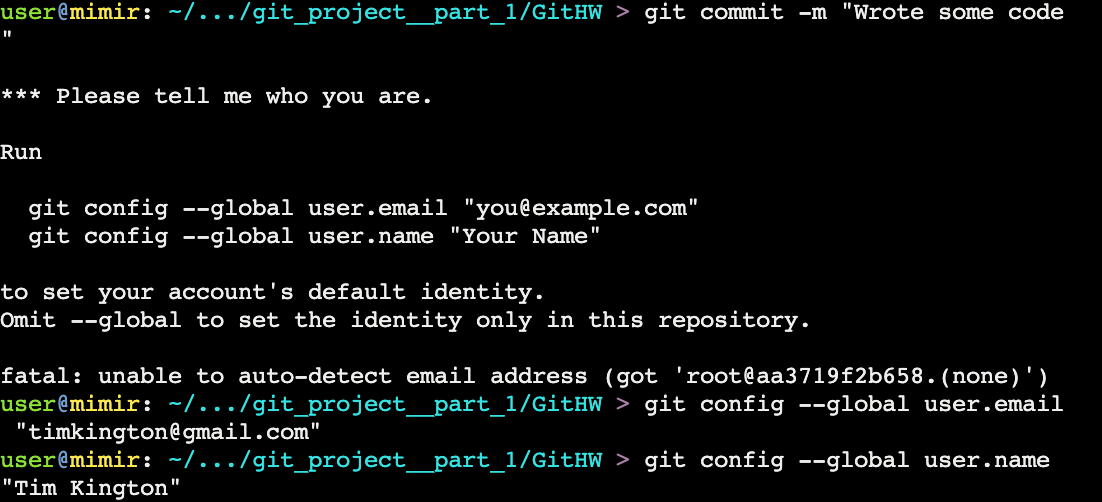 user@mimir: ~/.../git_project__part_1/GitHW > git commit -m "Wrote some code
"
*** Please tell me who you are.
Run
git config --global user.email "you@example.com"
git config --global user.name "Your Name"
to set your account's default identity.
Omit --global to set the identity only in this repository.
fatal: unable to auto-detect email address (got 'root@aa3719f2b658.(none)')
user@mimir: ~/.../git_project__part_1/GitHW > git config --global user.email
"timkington@gmail.com"
user@mimir: ~/.../git_project__part_1/GitHW > git config --global user.name
"Tim Kington"